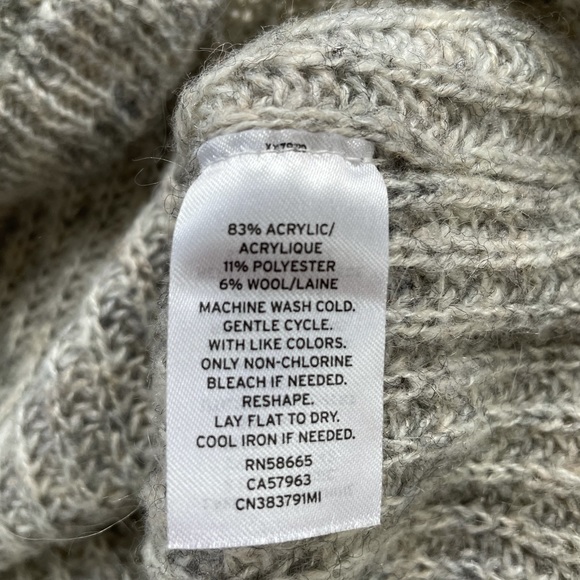 83% ACRYLIC/
ACRYLIQUE
11% POLYESTER
6% WOOL/LAINE
MACHINE WASH COLD.
GENTLE CYCLE.
WITH LIKE COLORS.
ONLY NON-CHLORINE
BLEACH IF NEEDED.
RESHAPE.
LAY FLAT TO DRY.
COOL IRON IF NEEDED.
RN58665
CA57963
CN383791MI